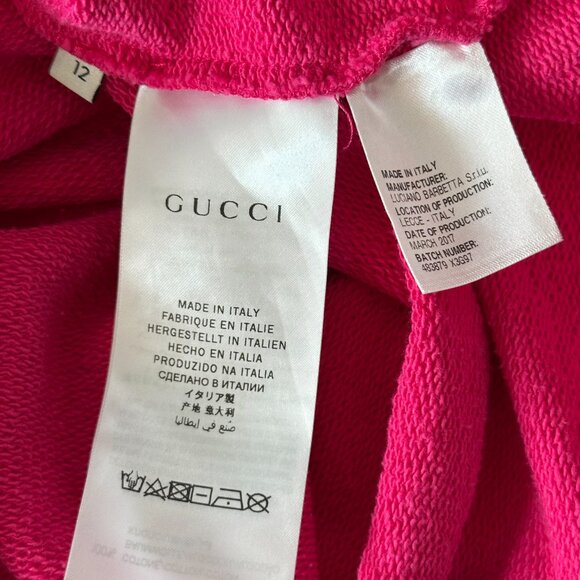 12
GUCCI
MADE IN ITALY
FABRIQUE EN ITALIE
HERGESTELLT IN ITALIEN
HECHO EN ITALIA
PRODUZIDO NA ITALIA
СДЕЛАНО В ИТАЛИИ
イタリア製
产地 意大利
صنع في إيطاليا
MADE IN ITALY
MANUFACTURER:
LUCIANO BARBETTA S.r.l.u.
LOCATION OF PRODUCTION:
LECCE - ITALY
DATE OF PRODUCTION:
MARCH 2017
BATCH NUMBER:
483879 X3G97